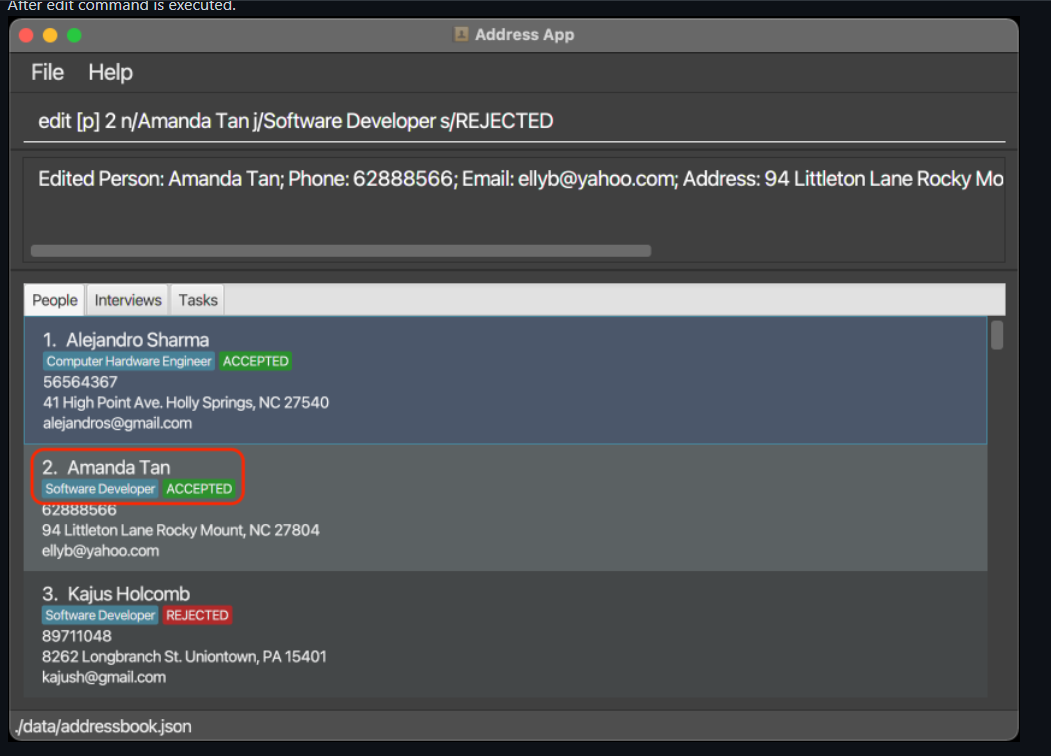 After edit command is executed.
Address App
File Help
edit [p] 2 n/Amanda Tan j/Software Developer s/REJECTED
Edited Person: Amanda Tan; Phone: 62888566; Email: ellyb@yahoo.com; Address: 94 Littleton Lane Rocky Mo
People Interviews Tasks
1. Alejandro Sharma
Computer Hardware Engineer ACCEPTED
56564367
41 High Point Ave. Holly Springs, NC 27540
alejandros@gmail.com
2. Amanda Tan
Software Developer ACCEPTED
62888566
94 Littleton Lane Rocky Mount, NC 27804
ellyb@yahoo.com
3. Kajus Holcomb
Software Developer REJECTED
89711048
8262 Longbranch St. Uniontown, PA 15401
kajush@gmail.com
./data/addressbook.json